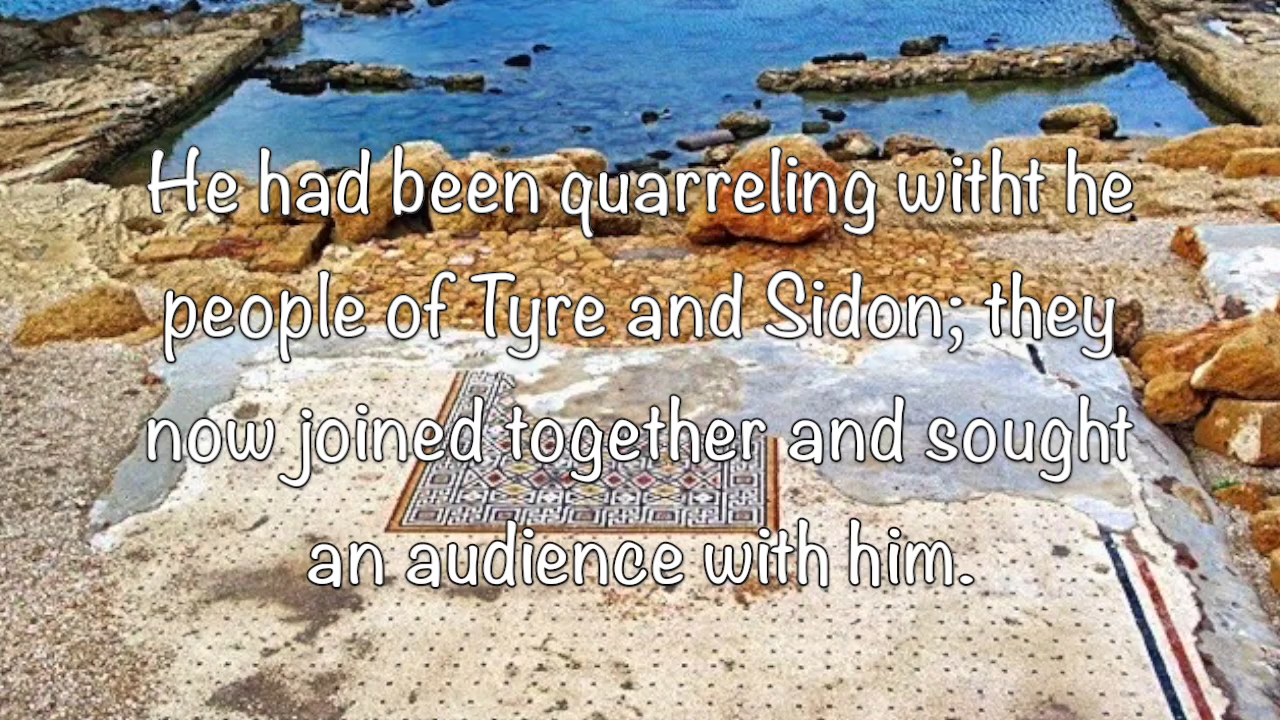 He had been quarreling witht he
people of Tyre and Sidon; they
now joined together and sought
an audience with him.